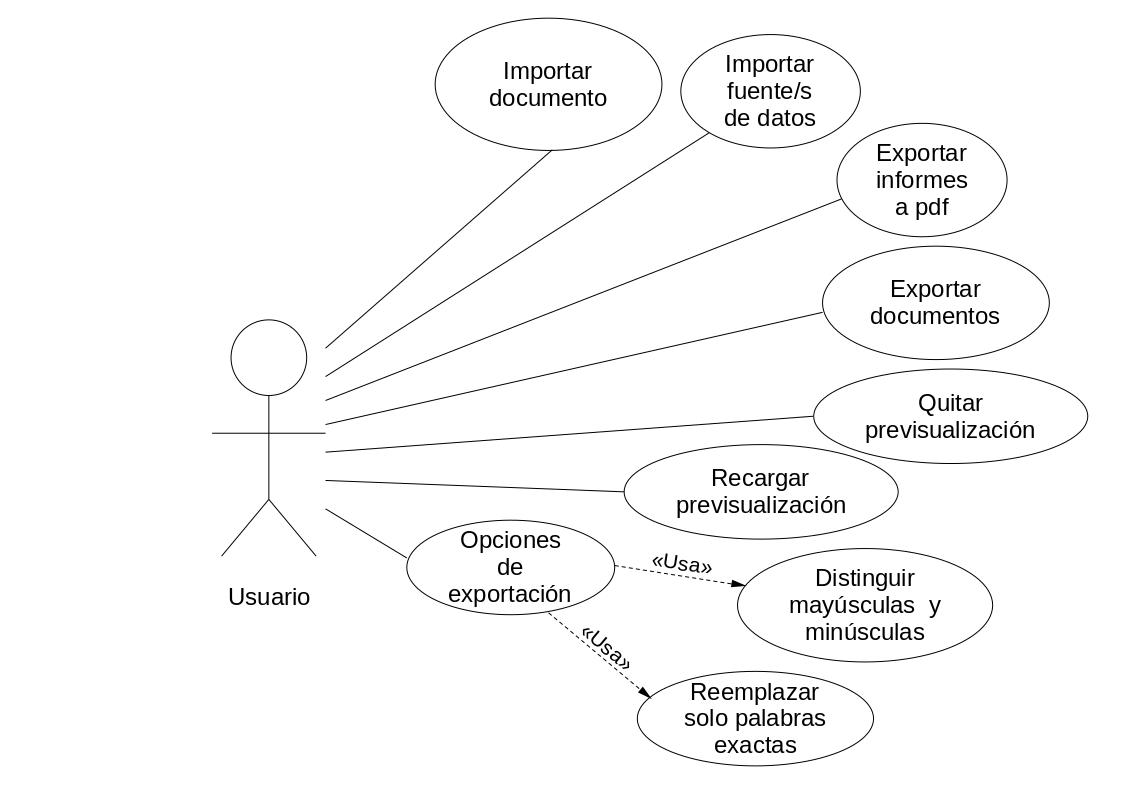 Importar
documento
Importar
fuente/s
de datos
Exportar
informes
a pdf
Exportar
documentos
Quitar
previsualización
Recargar
previsualización
Opciones
de
exportación
«Usa»
Distinguir
mayúsculas y
minúsculas
Usuario
«Usa»
Reemplazar
solo palabras
exactas